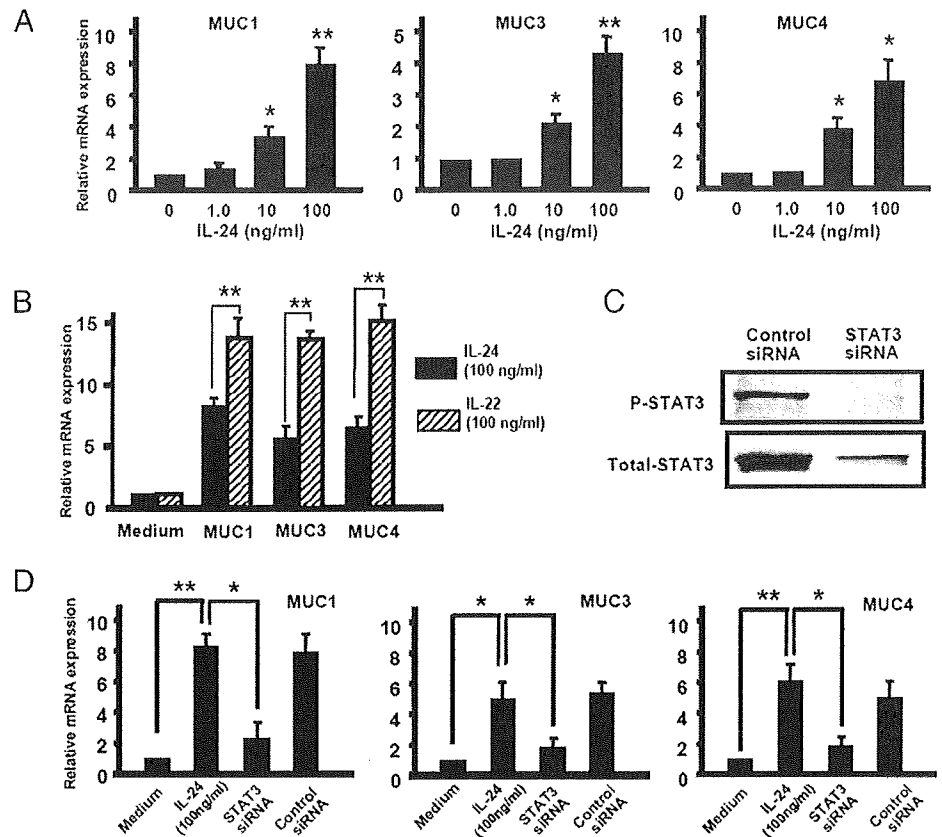 A
MUC1
MUC3
MUC4
Relative mRNA expression
10
8
6
4
2
0
**
*
0 1.0 10 100
IL-24 (ng/ml)
5
4
3
2
1
0
**
*
0 1.0 10 100
IL-24 (ng/ml)
10
8
6
4
2
0
*
*
0 1.0 10 100
IL-24 (ng/ml)
B
Relative mRNA expression
15
10
5
0
** ** **
Medium MUC1 MUC3 MUC4
IL-24
(100 ng/ml)
IL-22
(100 ng/ml)
C
Control
siRNA
STAT3
siRNA
P-STAT3
Total-STAT3
D
Relative mRNA expression
MUC1
10
8
6
4
2
0
** *
Medium
IL-24
(100ng/ml)
STAT3
siRNA
Control
siRNA
MUC3
10
8
6
4
2
0
* *
Medium
IL-24
(100ng/ml)
STAT3
siRNA
Control
siRNA
MUC4
10
8
6
4
2
0
** *
Medium
IL-24
(100ng/ml)
STAT3
siRNA
Control
siRNA